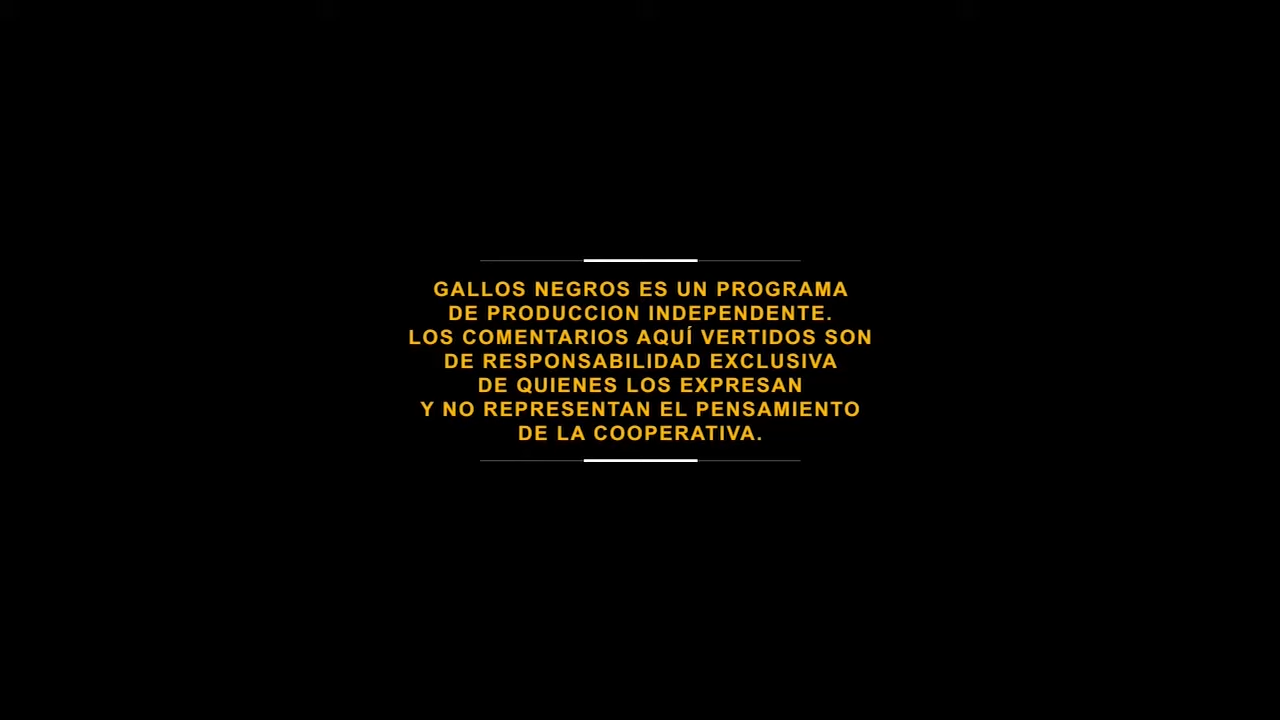 GALLOS NEGROS ES UN PROGRAMA
DE PRODUCCION INDEPENDENTE.
LOS COMENTARIOS AQUÍ VERTIDOS SON
DE RESPONSABILIDAD EXCLUSIVA
DE QUIENES LOS EXPRESAN
Y NO REPRESENTAN EL PENSAMIENTO
DE LA COOPERATIVA.